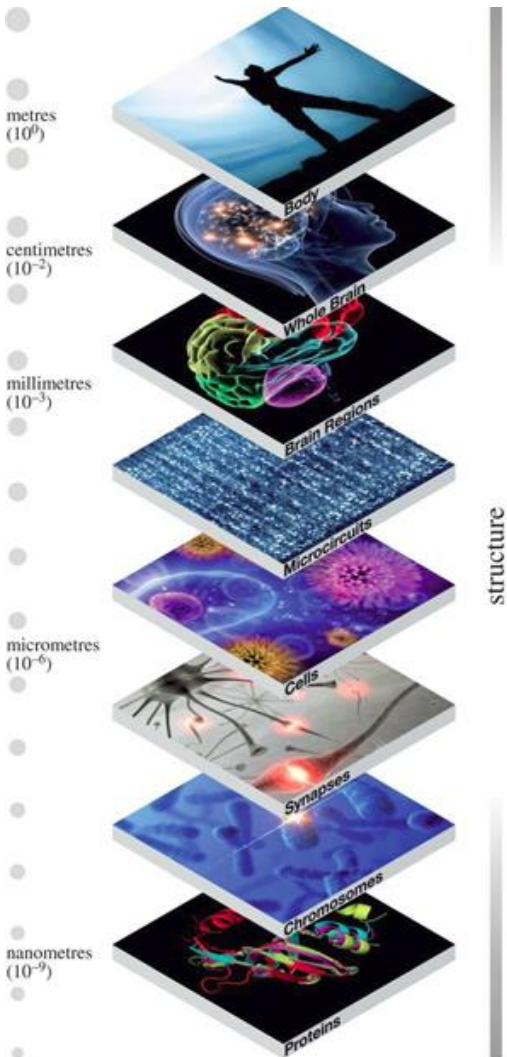 metres
(10⁰)
Body
centimetres
(10⁻²)
Whole Brain
millimetres
(10⁻³)
Brain Regions
Microcircuits
structure
micrometres
(10⁻⁶)
Cells
Synapses
Chromosomes
nanometres
(10⁻⁹)
Proteins